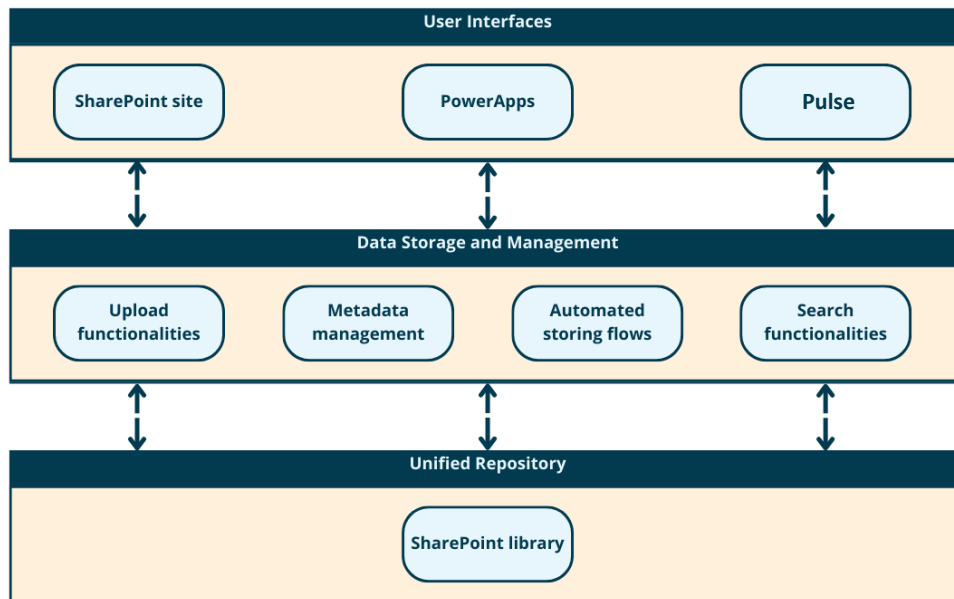 User Interfaces
SharePoint site
PowerApps
Pulse
Data Storage and Management
Upload
functionalities
Metadata
management
Automated
storing flows
Search
functionalities
Unified Repository
SharePoint library